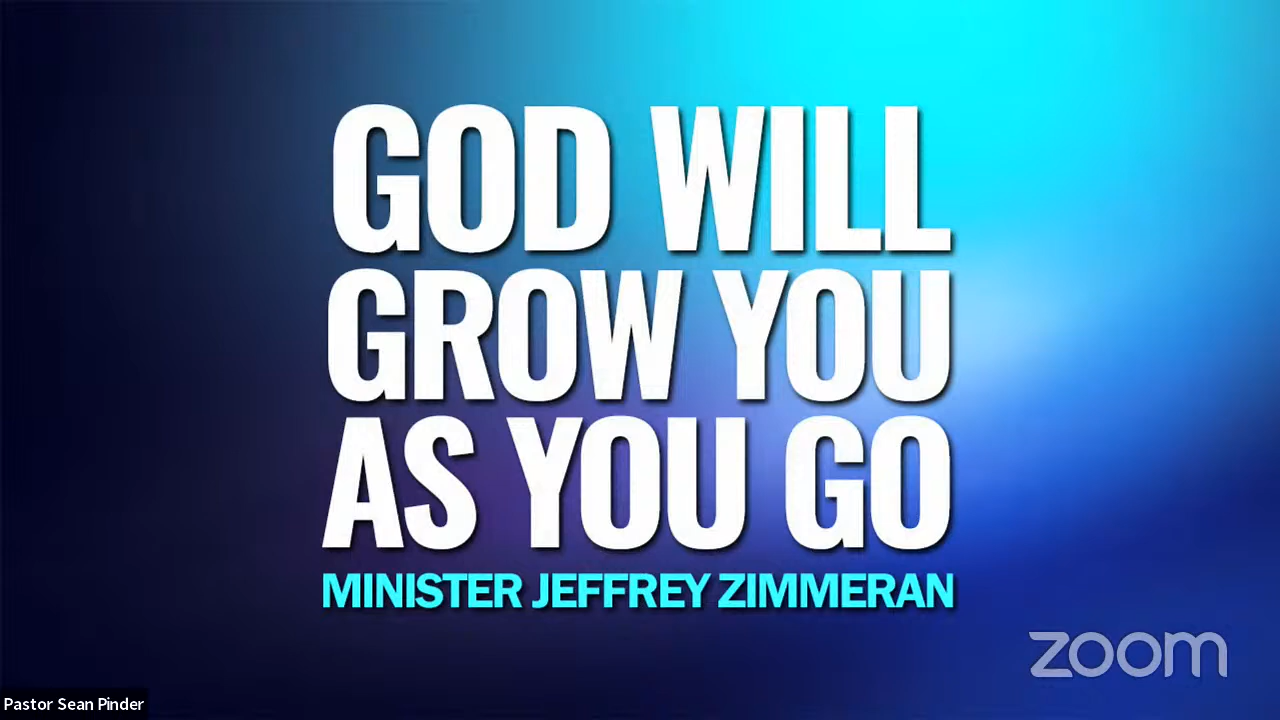 GOD WILL
GROW YOU
AS YOU GO
MINISTER JEFFREY ZIMMERAN
zoom
Pastor Sean Pinder